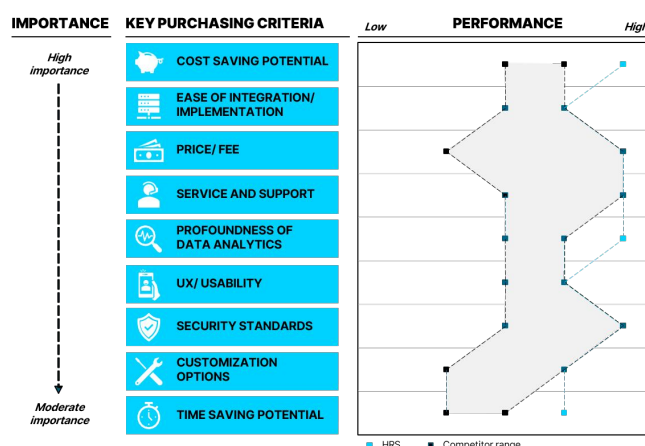 IMPORTANCE
KEY PURCHASING CRITERIA
Low
PERFORMANCE
High
High
importance
COST SAVING POTENTIAL
EASE OF INTEGRATION/
IMPLEMENTATION
PRICE/ FEE
SERVICE AND SUPPORT
PROFOUNDNESS OF
DATA ANALYTICS
UX/ USABILITY
SECURITY STANDARDS
CUSTOMIZATION
OPTIONS
TIME SAVING POTENTIAL
Moderate
importance
HRS
Competitor range